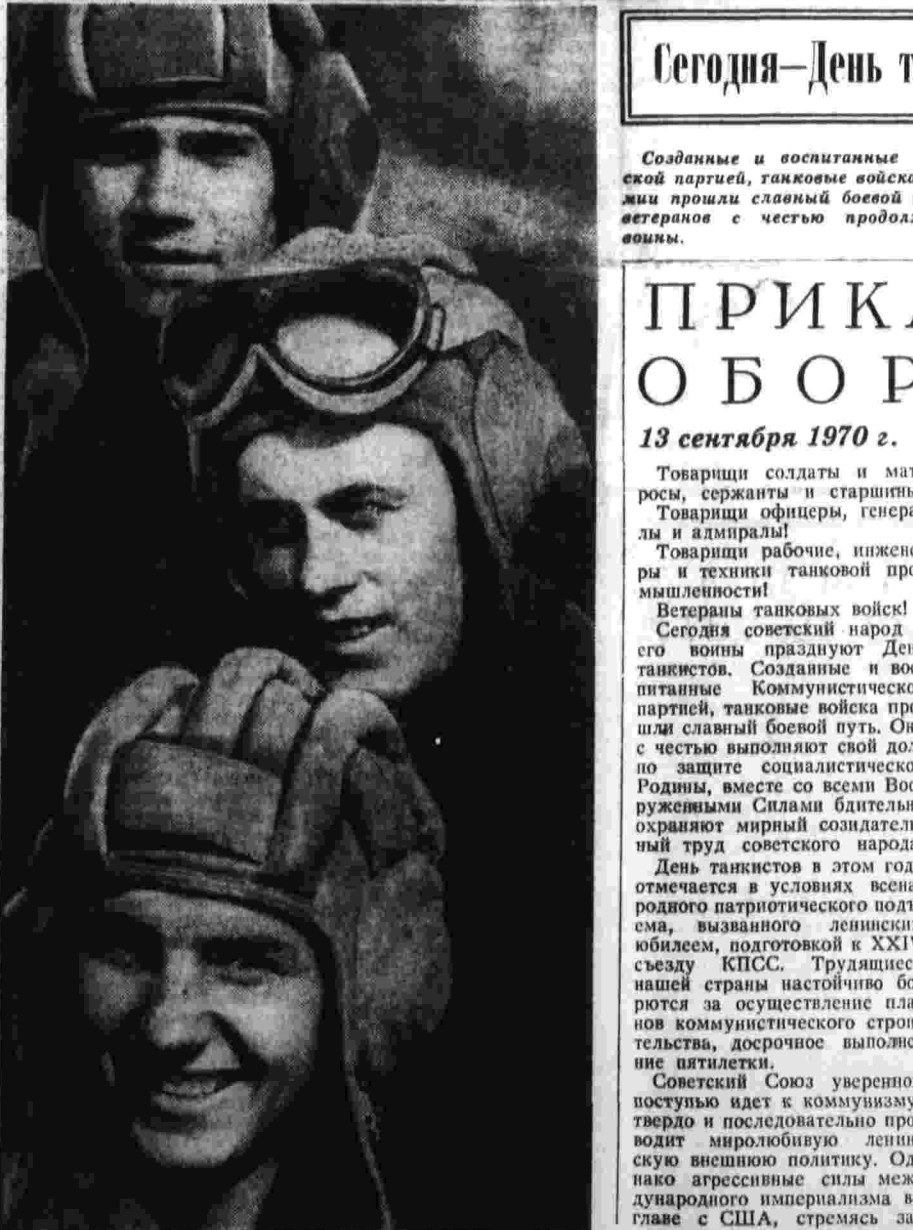 Сегодня—День т
Созданные и воспитанные
ской партией, танковые войска
мии прошли славный боевой
ветеранов с честью продол
воины.
ПРИКА
ОБОР
13 сентября 1970 г.
Товарищи солдаты и мат
росы, сержанты и старшины
Товарищи офицеры, генера
лы и адмиралы!
Товарищи рабочие, инжене
ры и техники танковой про
мышленности!
Ветераны танковых войск!
Сегодня советский народ
его воины празднуют Ден
танкистов. Созданные и вос
питанные Коммунистическо
партией, танковые войска про
шли славный боевой путь. Он
с честью выполняют свой дол
по защите социалистическо
Родины, вместе со всеми Воо
руженными Силами бдительн
охраняют мирный созидатель
ный труд советского народа
День танкистов в этом год
отмечается в условиях всена
родного патриотического подъ
ема, вызванного ленински
юбилеем, подготовкой к XXIV
съезду КПСС. Трудящиес
нашей страны настойчиво бо
рются за осуществление пла
нов коммунистического строи
тельства, досрочное выполне
ние пятилетки.
Советский Союз уверенно
поступью идет к коммунизму
твердо и последовательно про
водит миролюбивую ленин
скую внешнюю политику. Од
нако агрессивные силы меж
дународного империализма в
главе с США, стремясь за